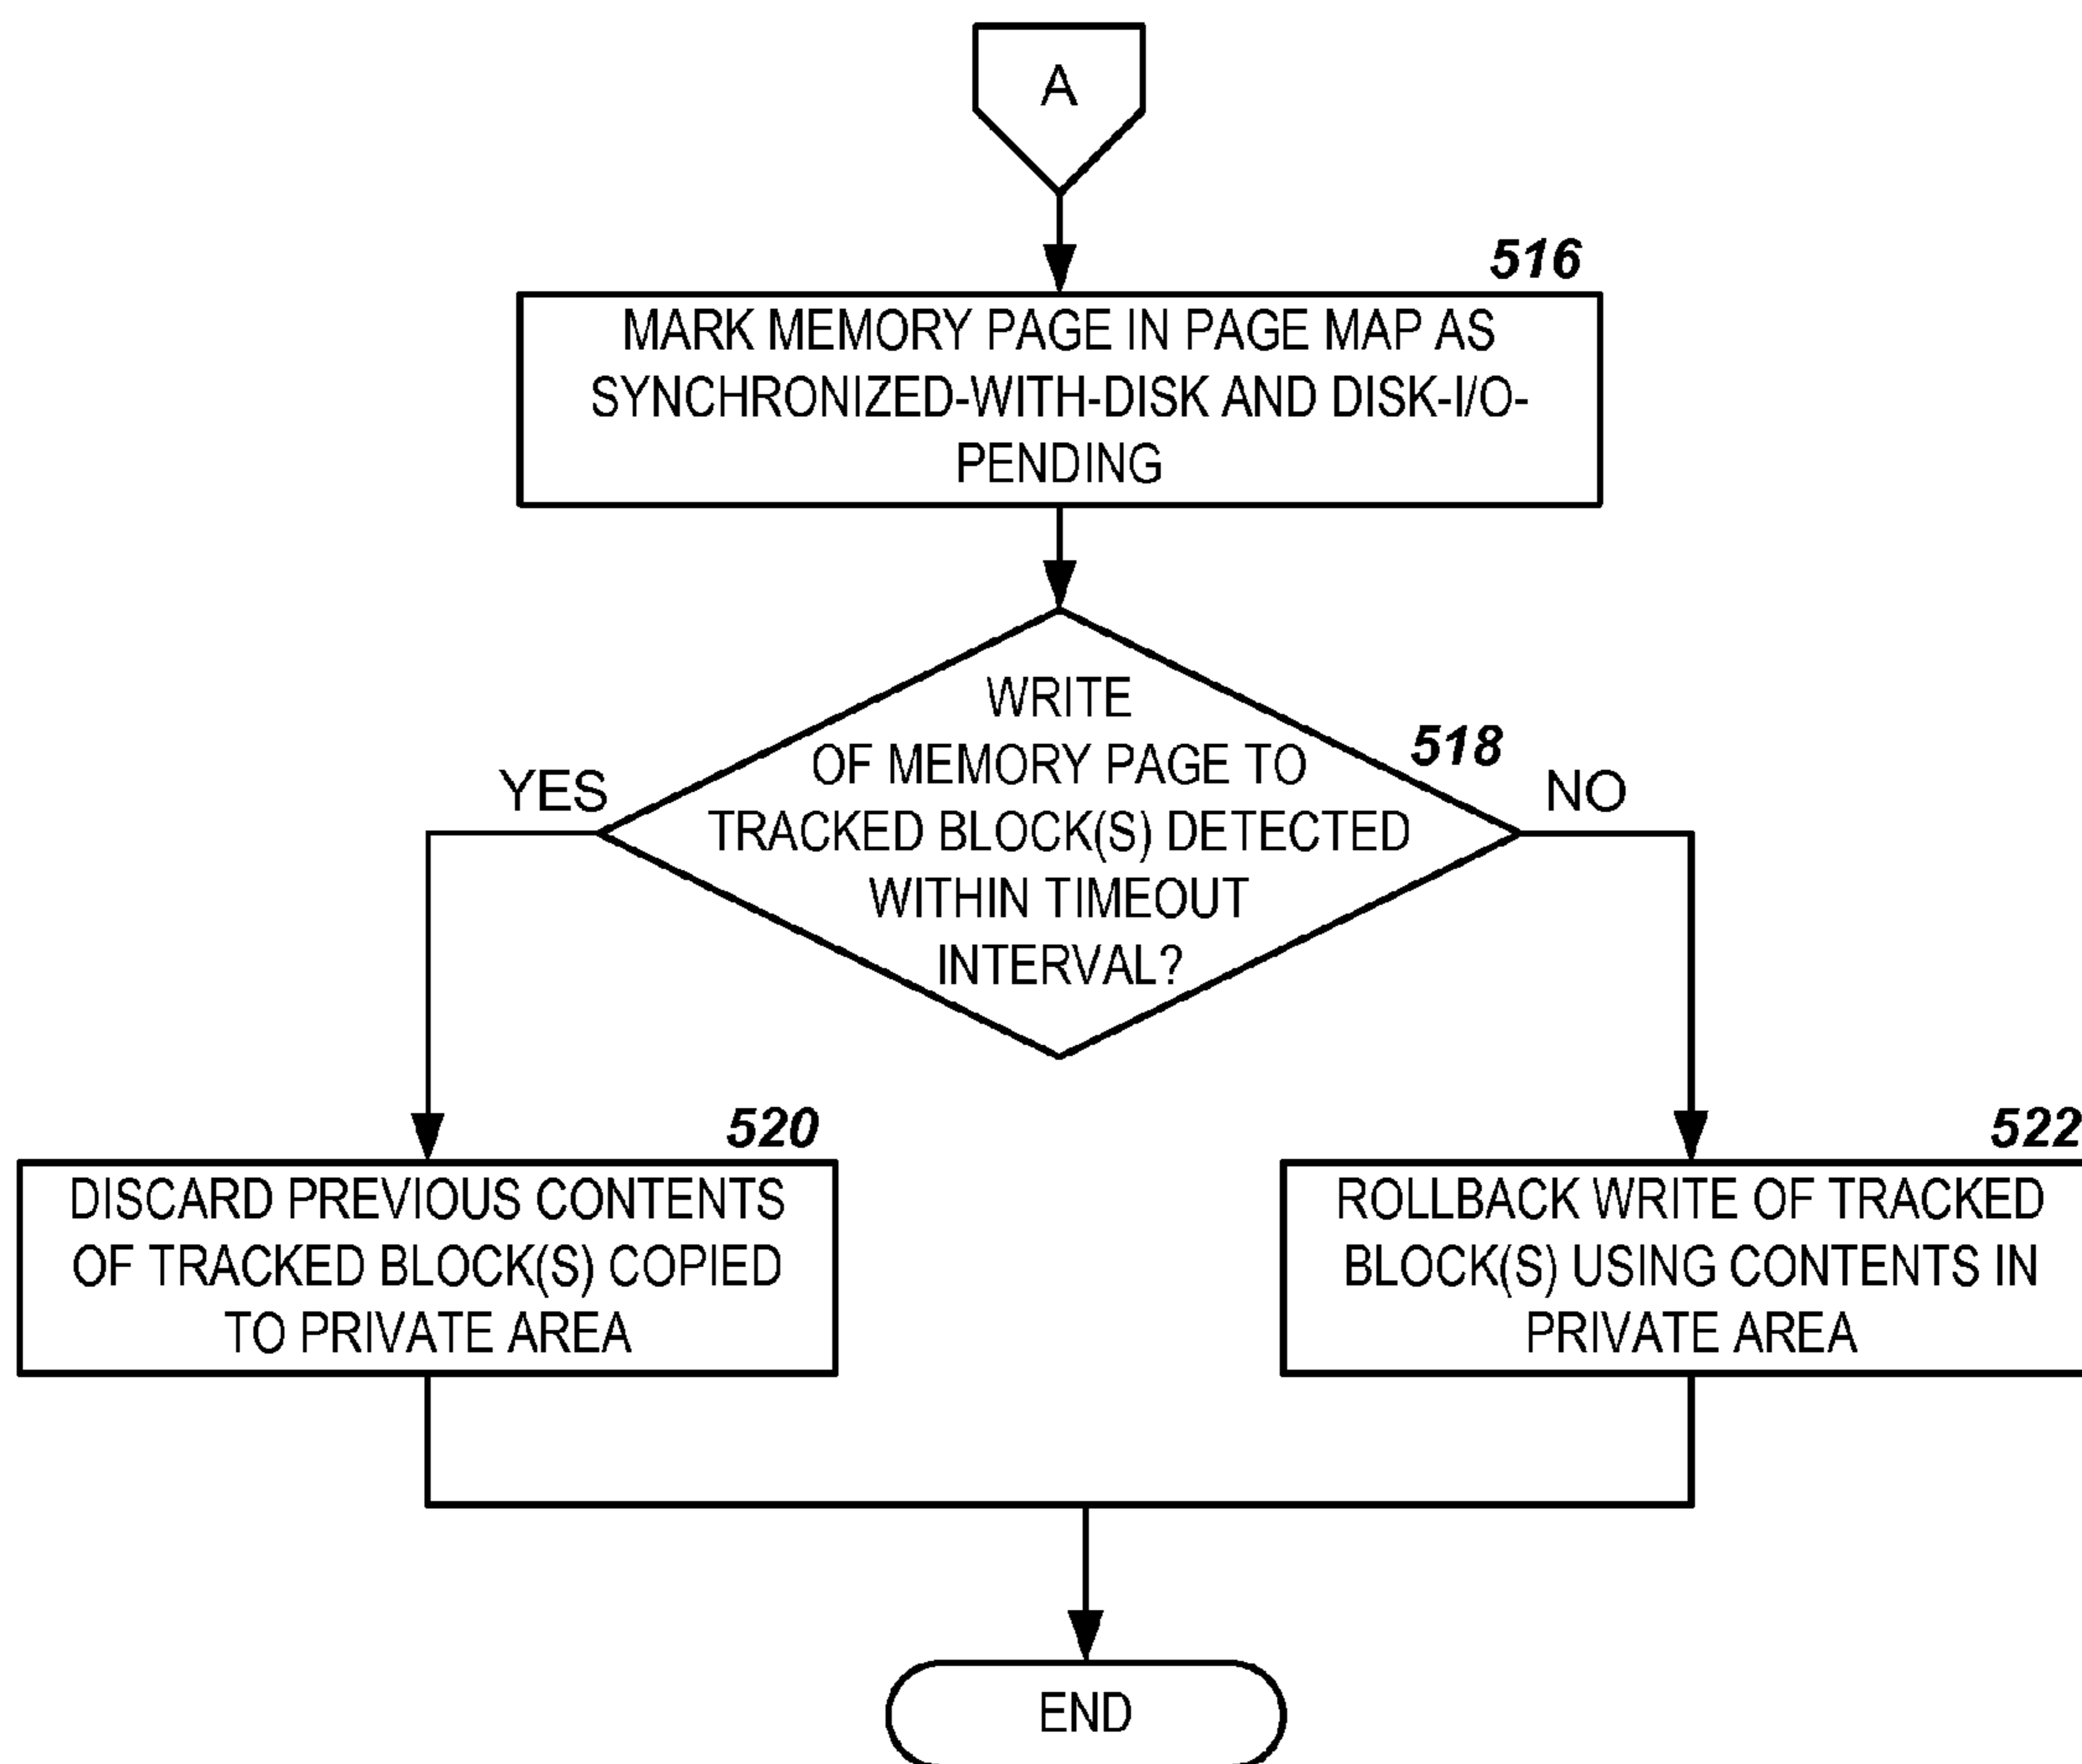 A
516
MARK MEMORY PAGE IN PAGE MAP AS
SYNCHRONIZED-WITH-DISK AND DISK-I/O-
PENDING
WRITE
OF MEMORY PAGE TO
TRACKED BLOCK(S) DETECTED
WITHIN TIMEOUT
INTERVAL?
518
YES
NO
520
DISCARD PREVIOUS CONTENTS
OF TRACKED BLOCK(S) COPIED
TO PRIVATE AREA
522
ROLLBACK WRITE OF TRACKED
BLOCK(S) USING CONTENTS IN
PRIVATE AREA
END